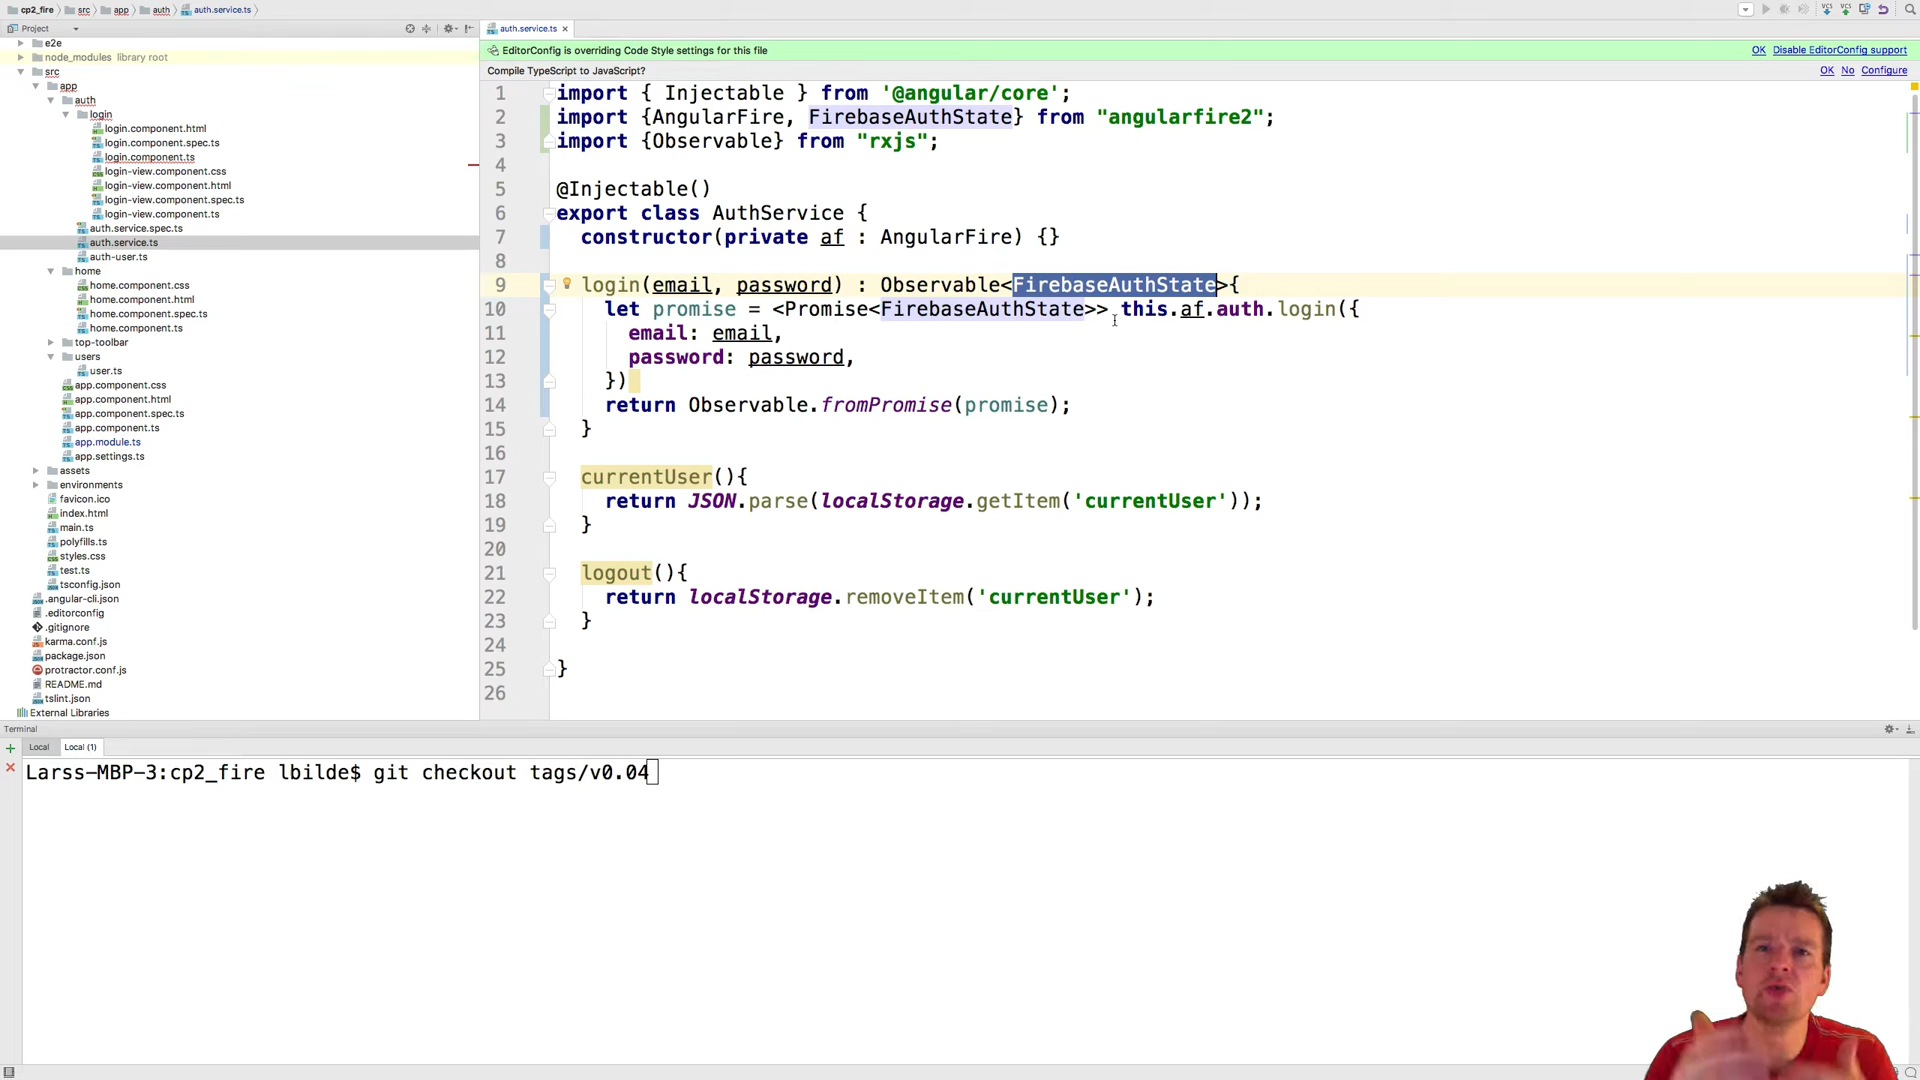 cp2_fire src app auth auth.service.ts
Project
auth.service.ts
EditorConfig is overriding Code Style settings for this file OK Disable EditorConfig support
Compile TypeScript to JavaScript? OK No Configure
e2e
node_modules library root
src
app
auth
login
login.component.html
login.component.spec.ts
login.component.ts
login-view.component.css
login-view.component.html
login-view.component.spec.ts
login-view.component.ts
auth.service.spec.ts
auth.service.ts
auth-user.ts
home
home.component.css
home.component.html
home.component.spec.ts
home.component.ts
top-toolbar
users
user.ts
app.component.css
app.component.html
app.component.spec.ts
app.component.ts
app.module.ts
app.settings.ts
assets
environments
favicon.ico
index.html
main.ts
polyfills.ts
styles.css
test.ts
tsconfig.json
.angular-cli.json
.editorconfig
.gitignore
karma.conf.js
package.json
protractor.conf.js
README.md
tslint.json
External Libraries
1 import { Injectable } from '@angular/core';
2 import {AngularFire, FirebaseAuthState} from "angularfire2";
3 import {Observable} from "rxjs";
4
5 @Injectable()
6 export class AuthService {
7 constructor(private af : AngularFire) {}
8
9 login(email, password) : Observable<FirebaseAuthState>{
10 let promise = <Promise<FirebaseAuthState>> this.af.auth.login({
11 email: email,
12 password: password,
13 })
14 return Observable.fromPromise(promise);
15 }
16
17 currentUser(){
18 return JSON.parse(localStorage.getItem('currentUser'));
19 }
20
21 logout(){
22 return localStorage.removeItem('currentUser');
23 }
24
25 }
26
Terminal
Local Local (1)
Larss-MBP-3:cp2_fire lbilde$ git checkout tags/v0.04